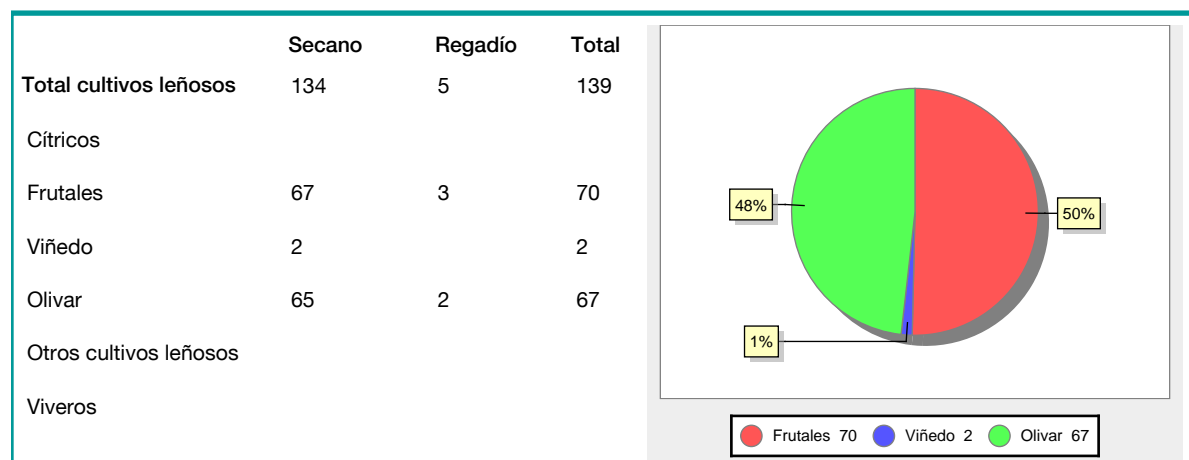 Secano Regadío Total
Total cultivos leñosos 134 5 139
Cítricos
Frutales 67 3 70
Viñedo 2 2
Olivar 65 2 67
Otros cultivos leñosos
Viveros
48%
50%
1%
Frutales 70 Viñedo 2 Olivar 67